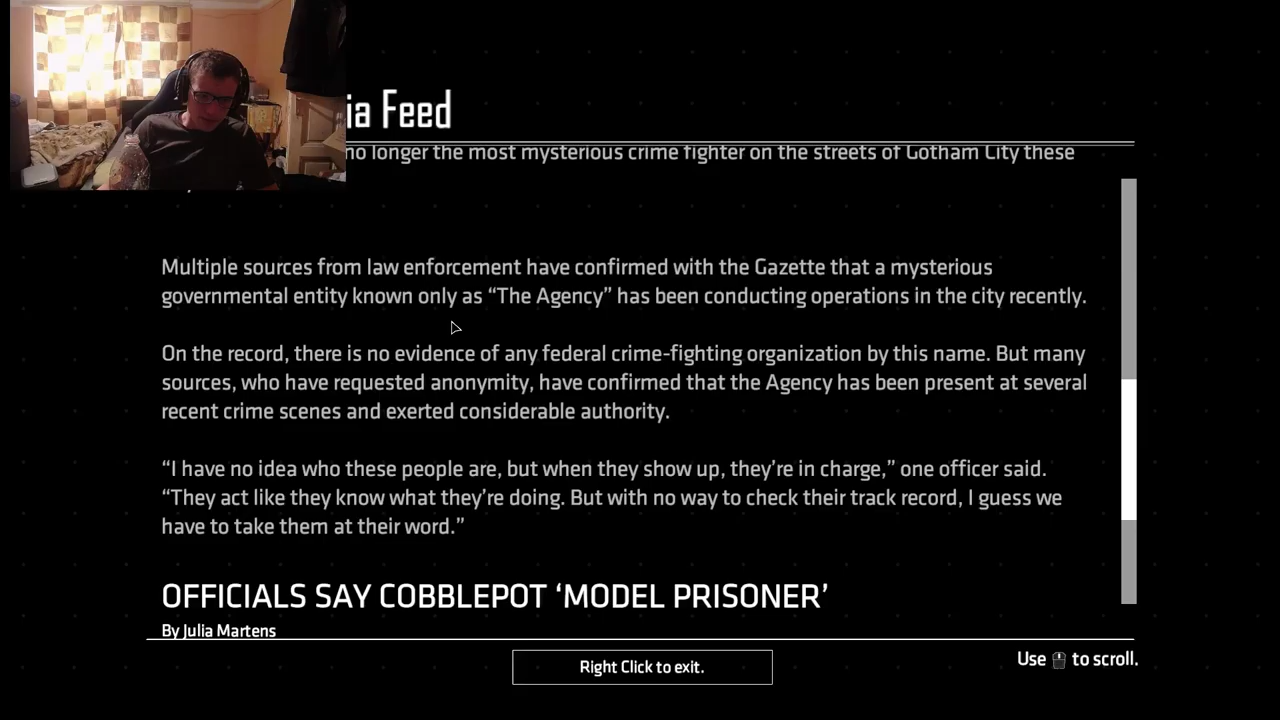 ia Feed
no longer the most mysterious crime fighter on the streets of Gotham City these
Multiple sources from law enforcement have confirmed with the Gazette that a mysterious
governmental entity known only as “The Agency” has been conducting operations in the city recently.
On the record, there is no evidence of any federal crime-fighting organization by this name. But many
sources, who have requested anonymity, have confirmed that the Agency has been present at several
recent crime scenes and exerted considerable authority.
“I have no idea who these people are, but when they show up, they’re in charge,” one officer said.
“They act like they know what they’re doing. But with no way to check their track record, I guess we
have to take them at their word.”
OFFICIALS SAY COBBLEPOT ‘MODEL PRISONER’
By Julia Martens
Use to scroll.
Right Click to exit.